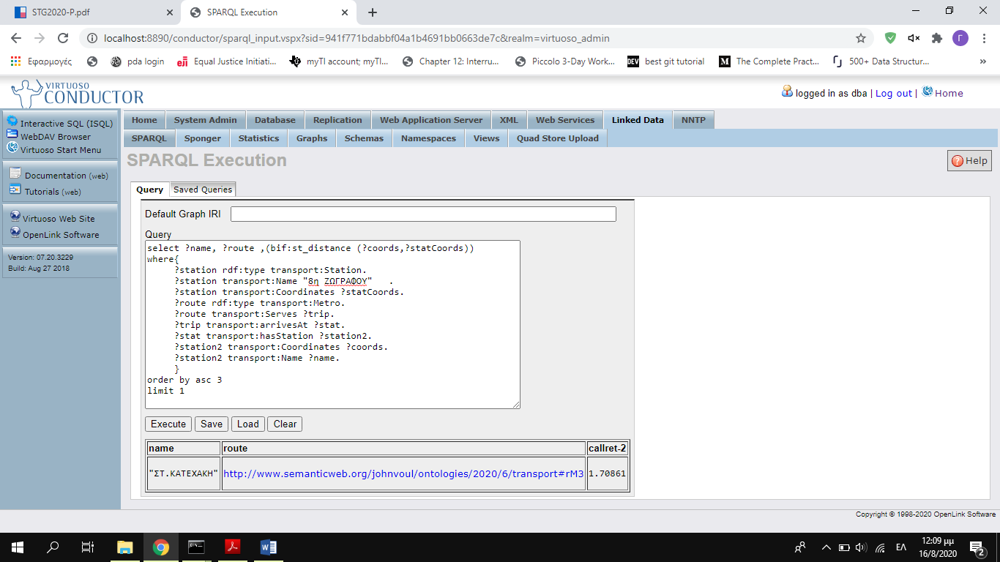 STG2020-P.pdf
SPARQL Execution
localhost:8890/conductor/sparql_input.vspx?sid=941f771bdabbf04a1b4691bb0663de7c&realm=virtuoso_admin
Γ
Εφαρμογές
pda login
eji Equal Justice Initiati...
myTI account; myTI...
Chapter 12: Interru...
Piccolo 3-Day Work...
DEV best git tutorial
M The Complete Pract...
500+ Data Structur...
»
VIRTUOSO
CONDUCTOR
logged in as dba | Log out | Home
Interactive SQL (ISQL)
WebDAV Browser
Virtuoso Start Menu
Documentation (web)
Tutorials (web)
Virtuoso Web Site
OpenLink Software
Version: 07.20.3229
Build: Aug 27 2018
Home System Admin Database Replication Web Application Server XML Web Services Linked Data NNTP
SPARQL Sponger Statistics Graphs Schemas Namespaces Views Quad Store Upload
SPARQL Execution
? Help
Query Saved Queries
Default Graph IRI
Query
select ?name, ?route ,(bif:st_distance (?coords,?statCoords))
where{
?station rdf:type transport:Station.
?station transport:Name "8η ΖΩΓΡΑΦΟΥ" .
?station transport:Coordinates ?statCoords.
?route rdf:type transport:Metro.
?route transport:Serves ?trip.
?trip transport:arrivesAt ?stat.
?stat transport:hasStation ?station2.
?station2 transport:Coordinates ?coords.
?station2 transport:Name ?name.
}
order by asc 3
limit 1
Execute Save Load Clear
name route callret-2
"ΣΤ.ΚΑΤΕΧΑΚΗ" http://www.semanticweb.org/johnvoul/ontologies/2020/6/transport#rM3 1.70861
Copyright © 1998-2020 OpenLink Software
ΕΛ
12:09 μμ
16/8/2020
2